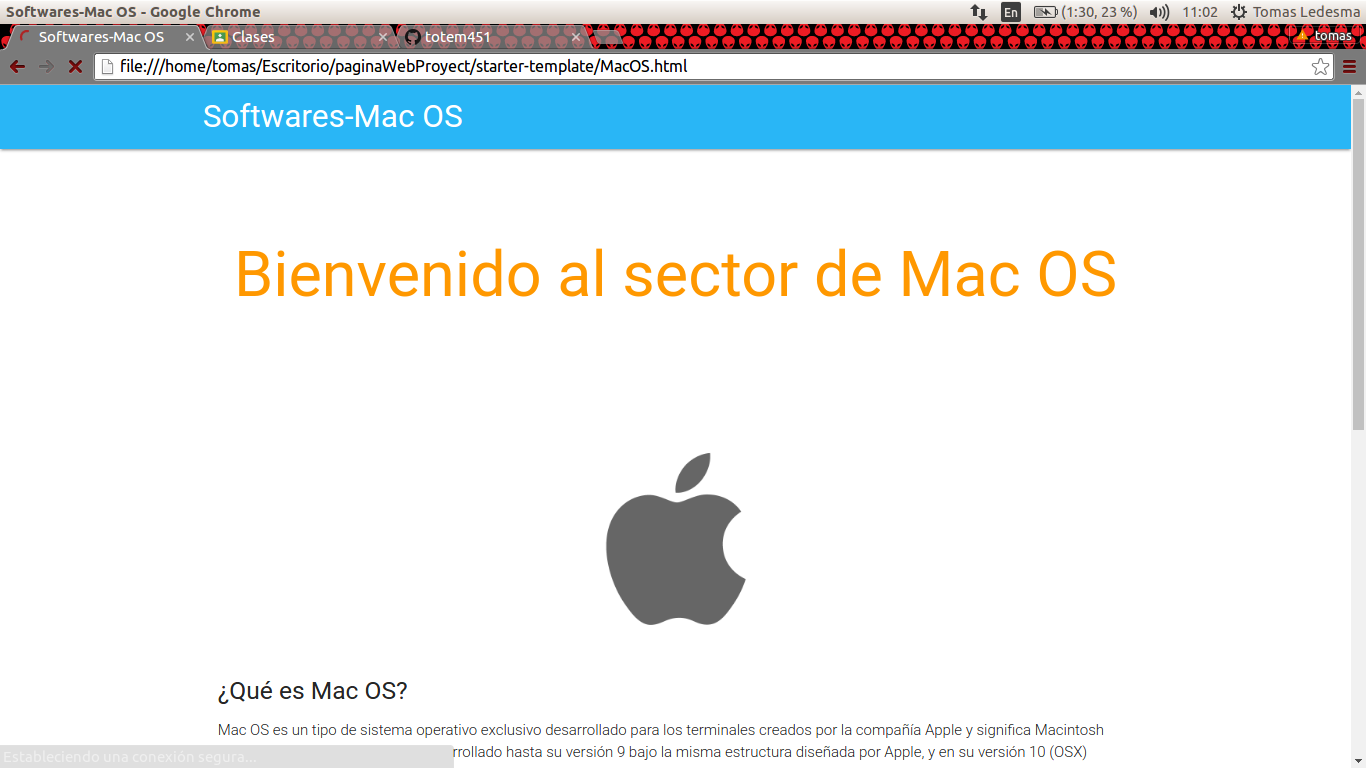 Softwares-Mac OS - Google Chrome
En (1:30, 23 %) 11:02 Tomas Ledesma
Softwares-Mac OS × Clases × totem451 × tomas
file:///home/tomas/Escritorio/paginaWebProyect/starter-template/MacOS.html
Softwares-Mac OS
Bienvenido al sector de Mac OS
¿Qué es Mac OS?
Mac OS es un tipo de sistema operativo exclusivo desarrollado para los terminales creados por la compañía Apple y significa Macintosh
rrollado hasta su versión 9 bajo la misma estructura diseñada por Apple, y en su versión 10 (OSX)
Estableciendo una conexión segura...